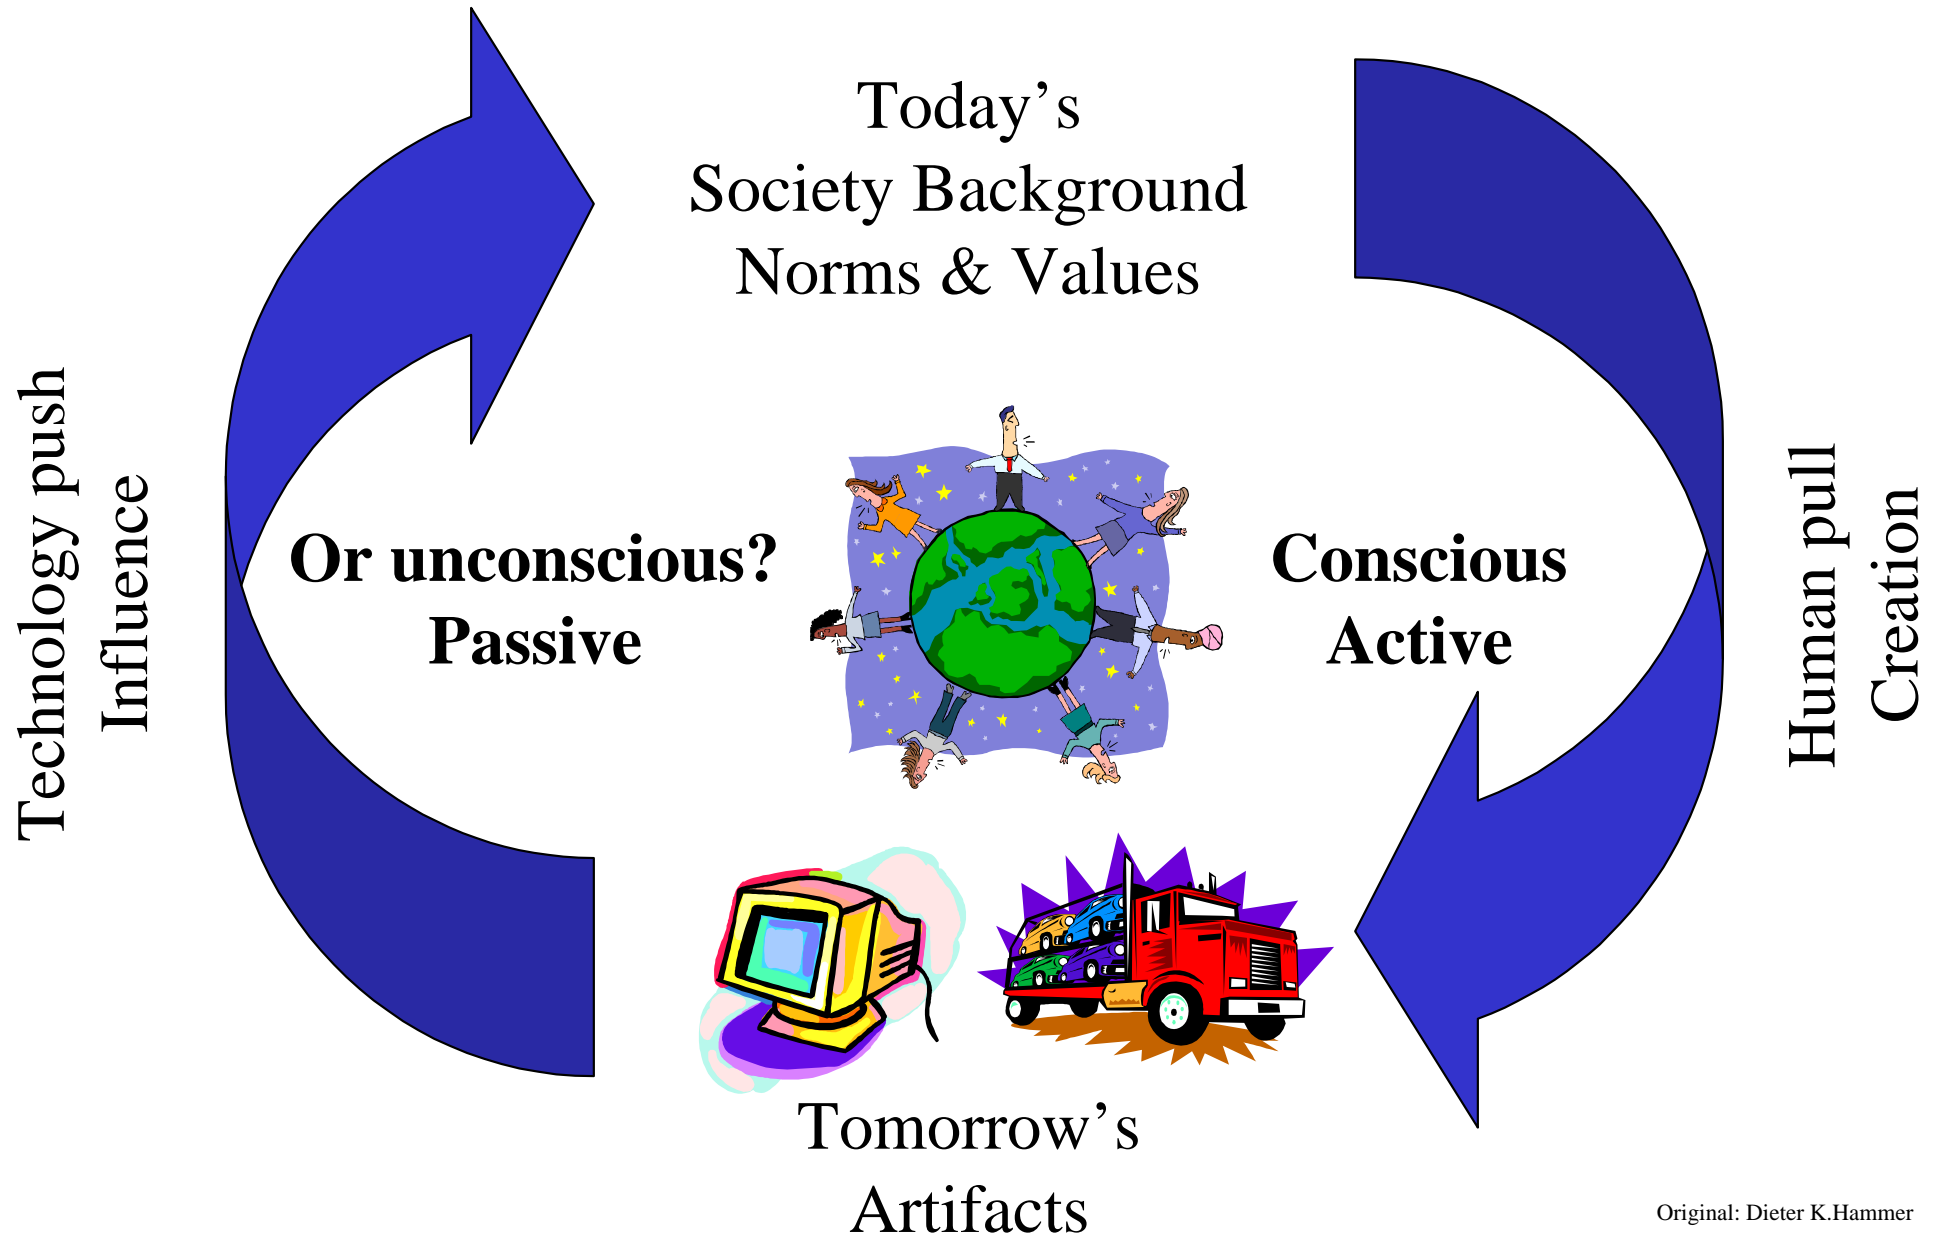 Today’s
Society Background
Norms & Values
Technology push
Influence
Or unconscious?
Passive
Conscious
Active
Human pull
Creation
Tomorrow’s
Artifacts
Original: Dieter K.Hammer